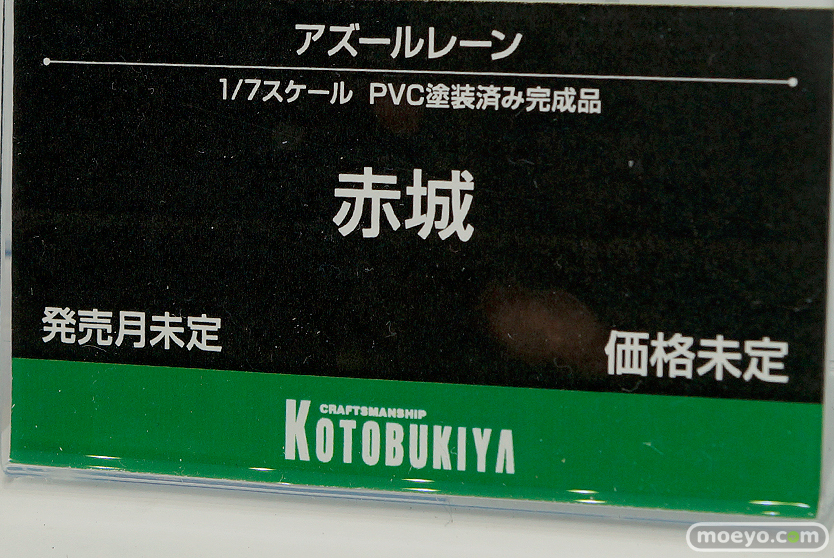 アズールレーン
1/7スケール PVC塗装済み完成品
赤城
発売月未定
価格未定
CRAFTSMANSHIP
KOTOBUKIYA
moeyo.com